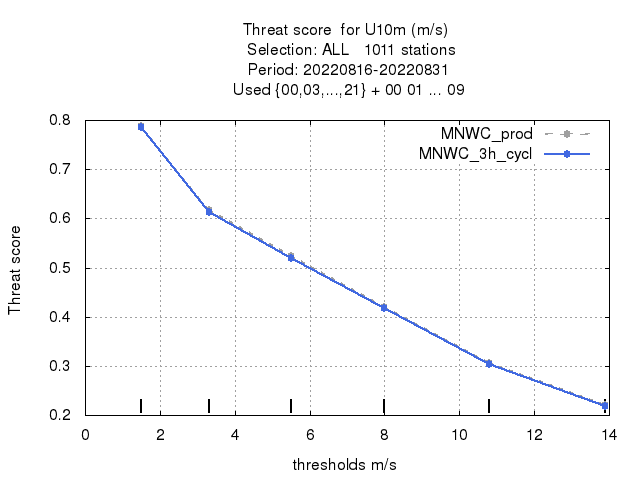 Threat score  for U10m (m/s)
Selection: ALL   1011 stations
Period: 20220816-20220831
Used {00,03,...,21} + 00 01 ... 09
MNWC_prod
MNWC_3h_cycl
0.8
0.7
0.6
0.5
0.4
0.3
0.2
Threat score
0 2 4 6 8 10 12 14
thresholds m/s